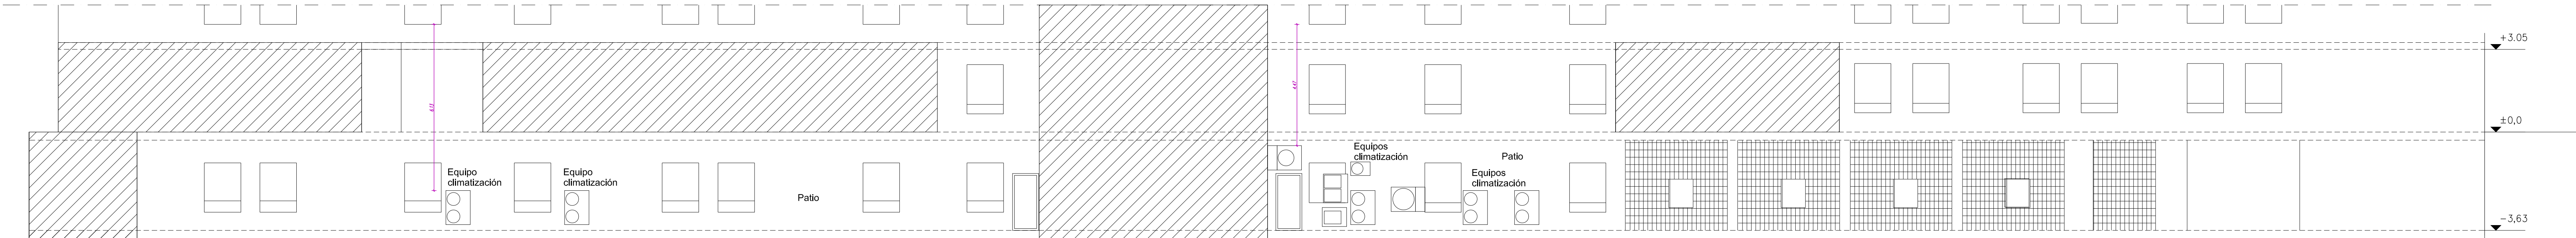 +3.05
±0,0
Equipos
climatización
Patio
Equipo
climatización
Equipo
climatización
Equipos
climatización
Patio
-3,63